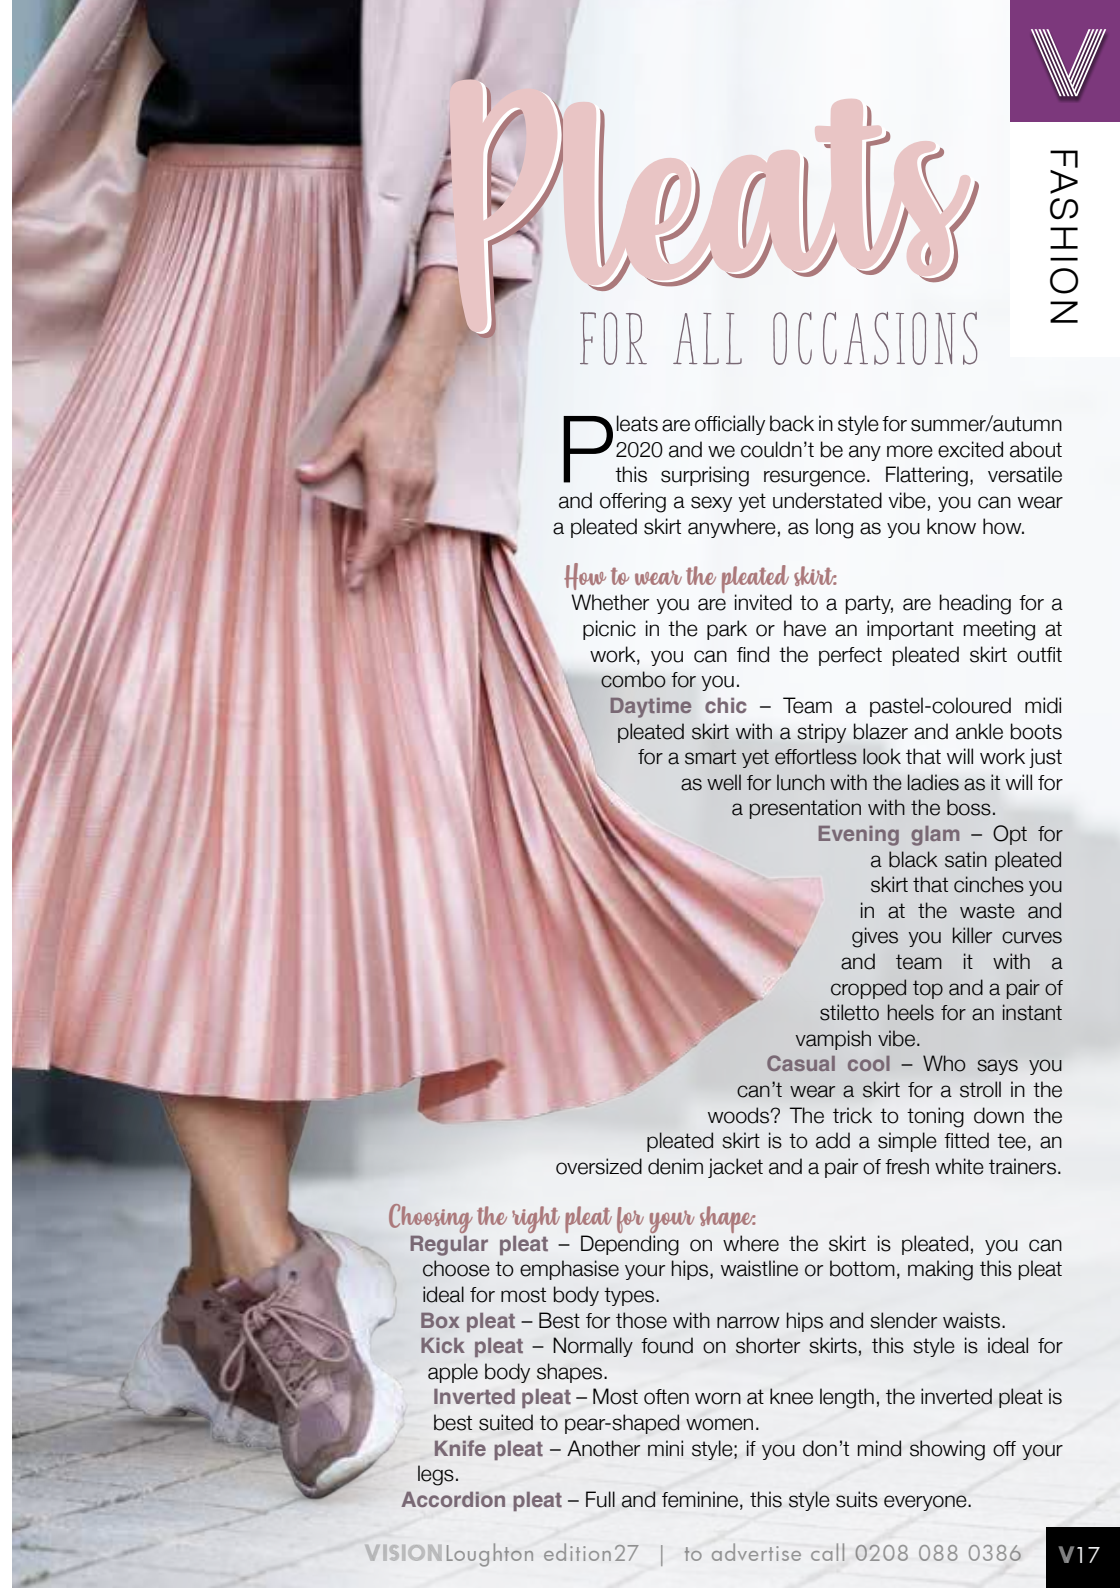 V
FASHION
Pleats
FOR ALL OCCASIONS
Pleats are officially back in style for summer/autumn
2020 and we couldn't be any more excited about
this surprising resurgence. Flattering, versatile
and offering a sexy yet understated vibe, you can wear
a pleated skirt anywhere, as long as you know how.
How to wear the pleated skirt:
Whether you are invited to a party, are heading for a
picnic in the park or have an important meeting at
work, you can find the perfect pleated skirt outfit
combo for you.
Daytime chic – Team a pastel-coloured midi
pleated skirt with a stripy blazer and ankle boots
for a smart yet effortless look that will work just
as well for lunch with the ladies as it will for
a presentation with the boss.
Evening glam – Opt for
a black satin pleated
skirt that cinches you
in at the waste and
gives you killer curves
and team it with a
cropped top and a pair of
stiletto heels for an instant
vampish vibe.
Casual cool – Who says you
can't wear a skirt for a stroll in the
woods? The trick to toning down the
pleated skirt is to add a simple fitted tee, an
oversized denim jacket and a pair of fresh white trainers.
Choosing the right pleat for your shape:
Regular pleat – Depending on where the skirt is pleated, you can
choose to emphasise your hips, waistline or bottom, making this pleat
ideal for most body types.
Box pleat – Best for those with narrow hips and slender waists.
Kick pleat – Normally found on shorter skirts, this style is ideal for
apple body shapes.
Inverted pleat – Most often worn at knee length, the inverted pleat is
best suited to pear-shaped women.
Knife pleat – Another mini style; if you don't mind showing off your
legs.
Accordion pleat – Full and feminine, this style suits everyone.
VISIONLoughton edition27 | to advertise call 0208 088 0386 V17